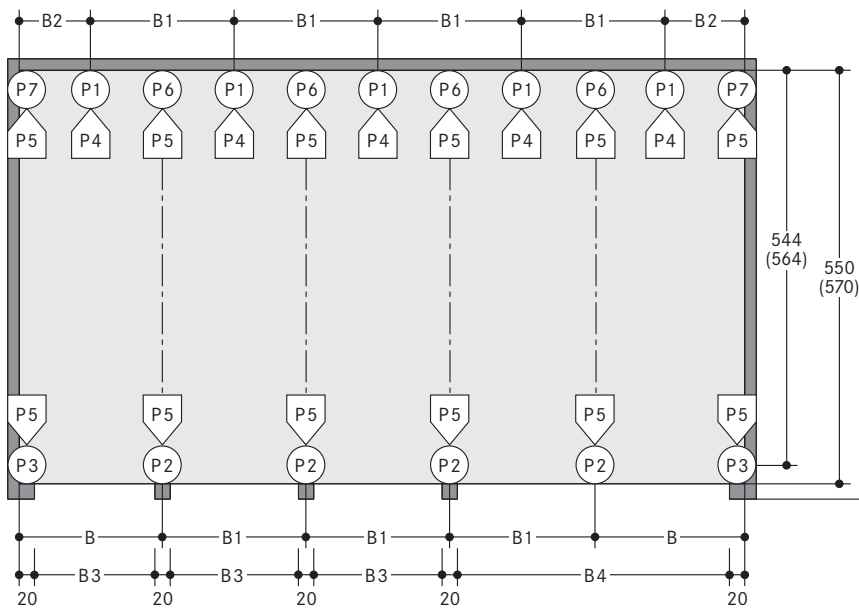 B2 B1 B1 B1 B1 B2
P7 P1 P6 P1 P6 P1 P6 P1 P6 P1 P7
P5 P4 P5 P4 P5 P4 P5 P4 P5 P4 P5
544
(564)
550
(570)
P5 P5 P5 P5 P5 P5
P3 P2 P2 P2 P2 P3
B B1 B1 B1 B
B3 B3 B3 B4
20 20 20 20 20